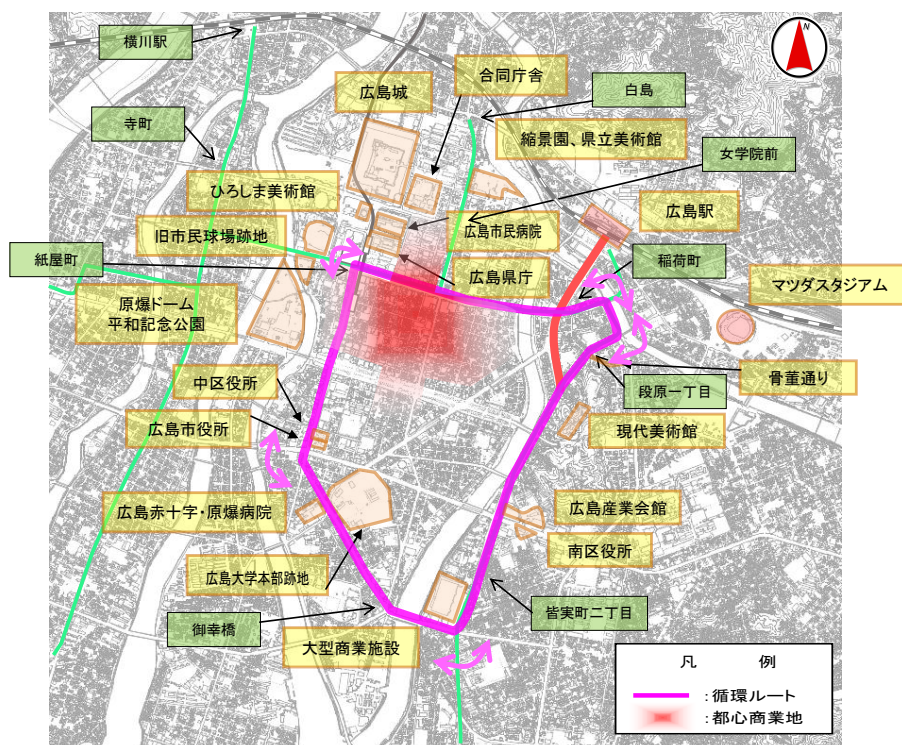 N
横川駅
合同庁舎
広島城
白島
寺町
縮景園、県立美術館
女学院前
ひろしま美術館
広島駅
旧市民球場跡地
広島市民病院
紙屋町
広島県庁
稲荷町
マツダスタジアム
原爆ドーム
平和記念公園
中区役所
段原一丁目
骨董通り
広島市役所
現代美術館
広島赤十字・原爆病院
広島産業会館
南区役所
広島大学本部跡地
皆実町二丁目
御幸橋
大型商業施設
凡 例
:循環ルート
:都心商業地